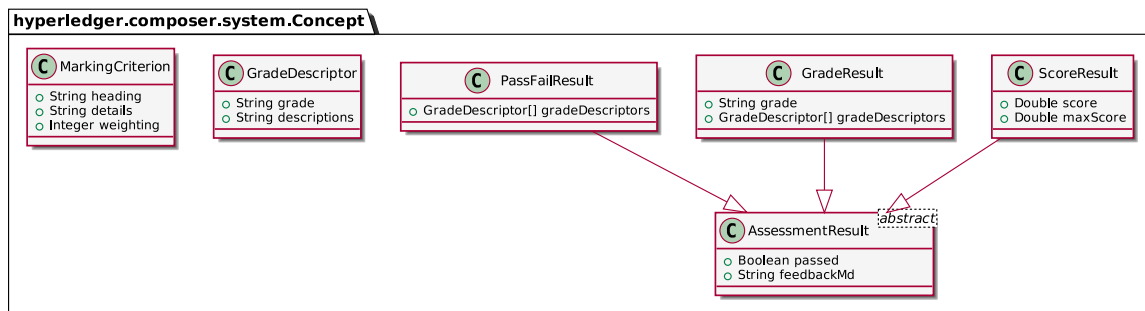 hyperledger.composer.system.Concept
C MarkingCriterion
String heading
String details
Integer weighting
C GradeDescriptor
String grade
String descriptions
C PassFailResult
GradeDescriptor[] gradeDescriptors
C GradeResult
String grade
GradeDescriptor[] gradeDescriptors
C ScoreResult
Double score
Double maxScore
C AssessmentResult
abstract
Boolean passed
String feedbackMd